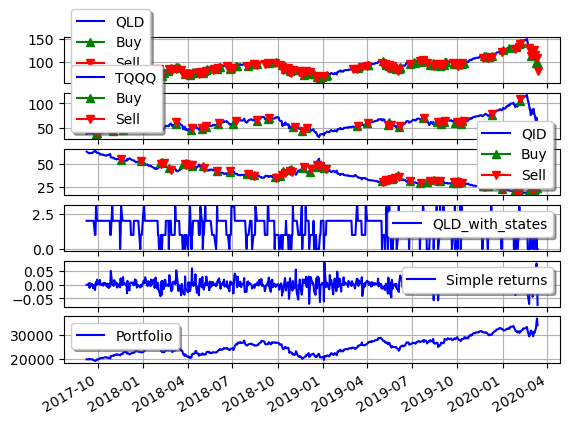 QLD
Buy
Sell
150
100
TQQQ
Buy
Sell
100
50
QID
Buy
Sell
50
25
2.5
0.0
QLD_with_states
0.05
0.00
−0.05
Simple returns
30000
20000
Portfolio
2017-10
2018-01
2018-04
2018-07
2018-10
2019-01
2019-04
2019-07
2019-10
2020-01
2020-04